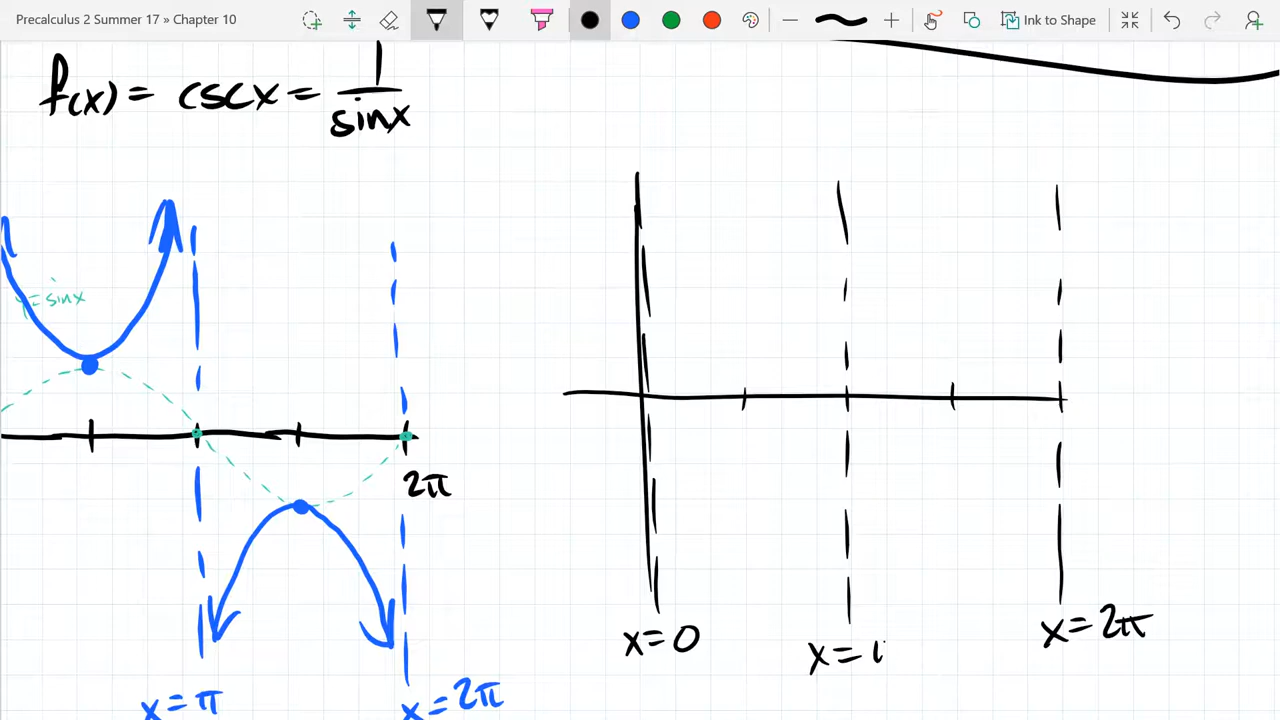 Precalculus 2 Summer 17 » Chapter 10
Ink to Shape
f(x) = cscx = 1/sinx
y = sinx
2π
x = π
x = 2π
x = 0
x =
x = 2π